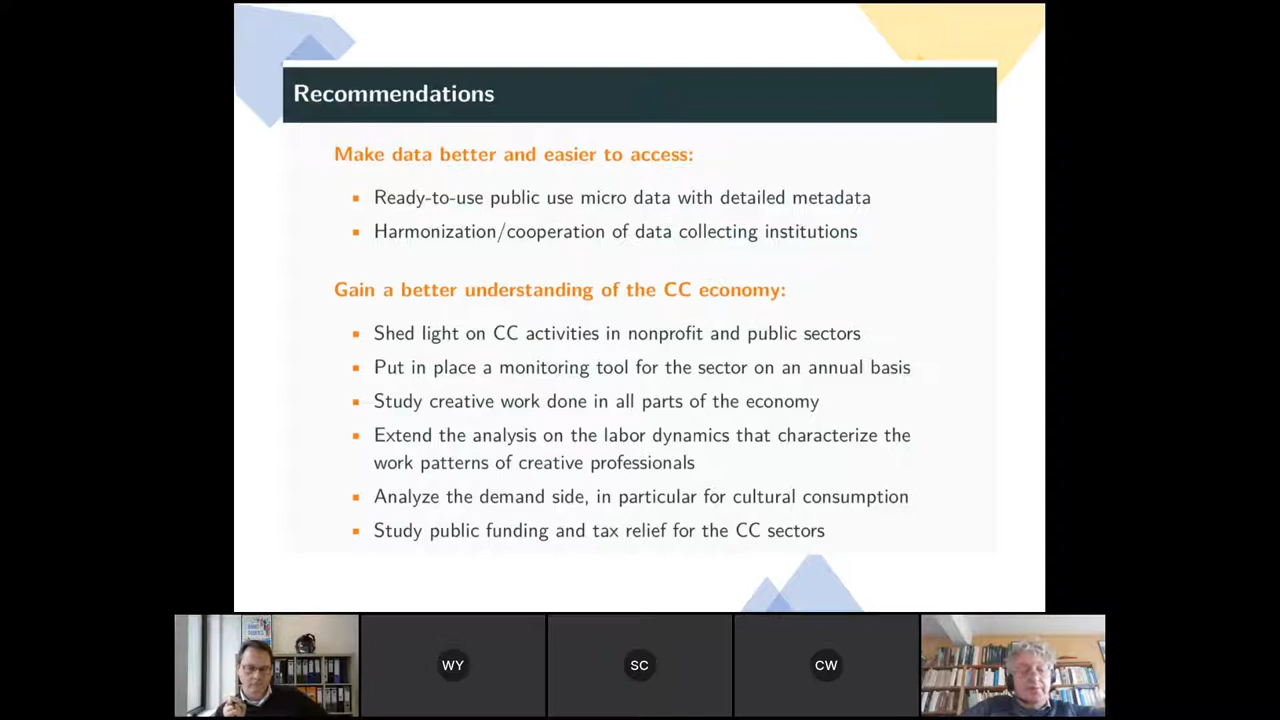 Recommendations
Make data better and easier to access:
Ready-to-use public use micro data with detailed metadata
Harmonization/cooperation of data collecting institutions
Gain a better understanding of the CC economy:
Shed light on CC activities in nonprofit and public sectors
Put in place a monitoring tool for the sector on an annual basis
Study creative work done in all parts of the economy
Extend the analysis on the labor dynamics that characterize the
work patterns of creative professionals
Analyze the demand side, in particular for cultural consumption
Study public funding and tax relief for the CC sectors
WY
SC
CW